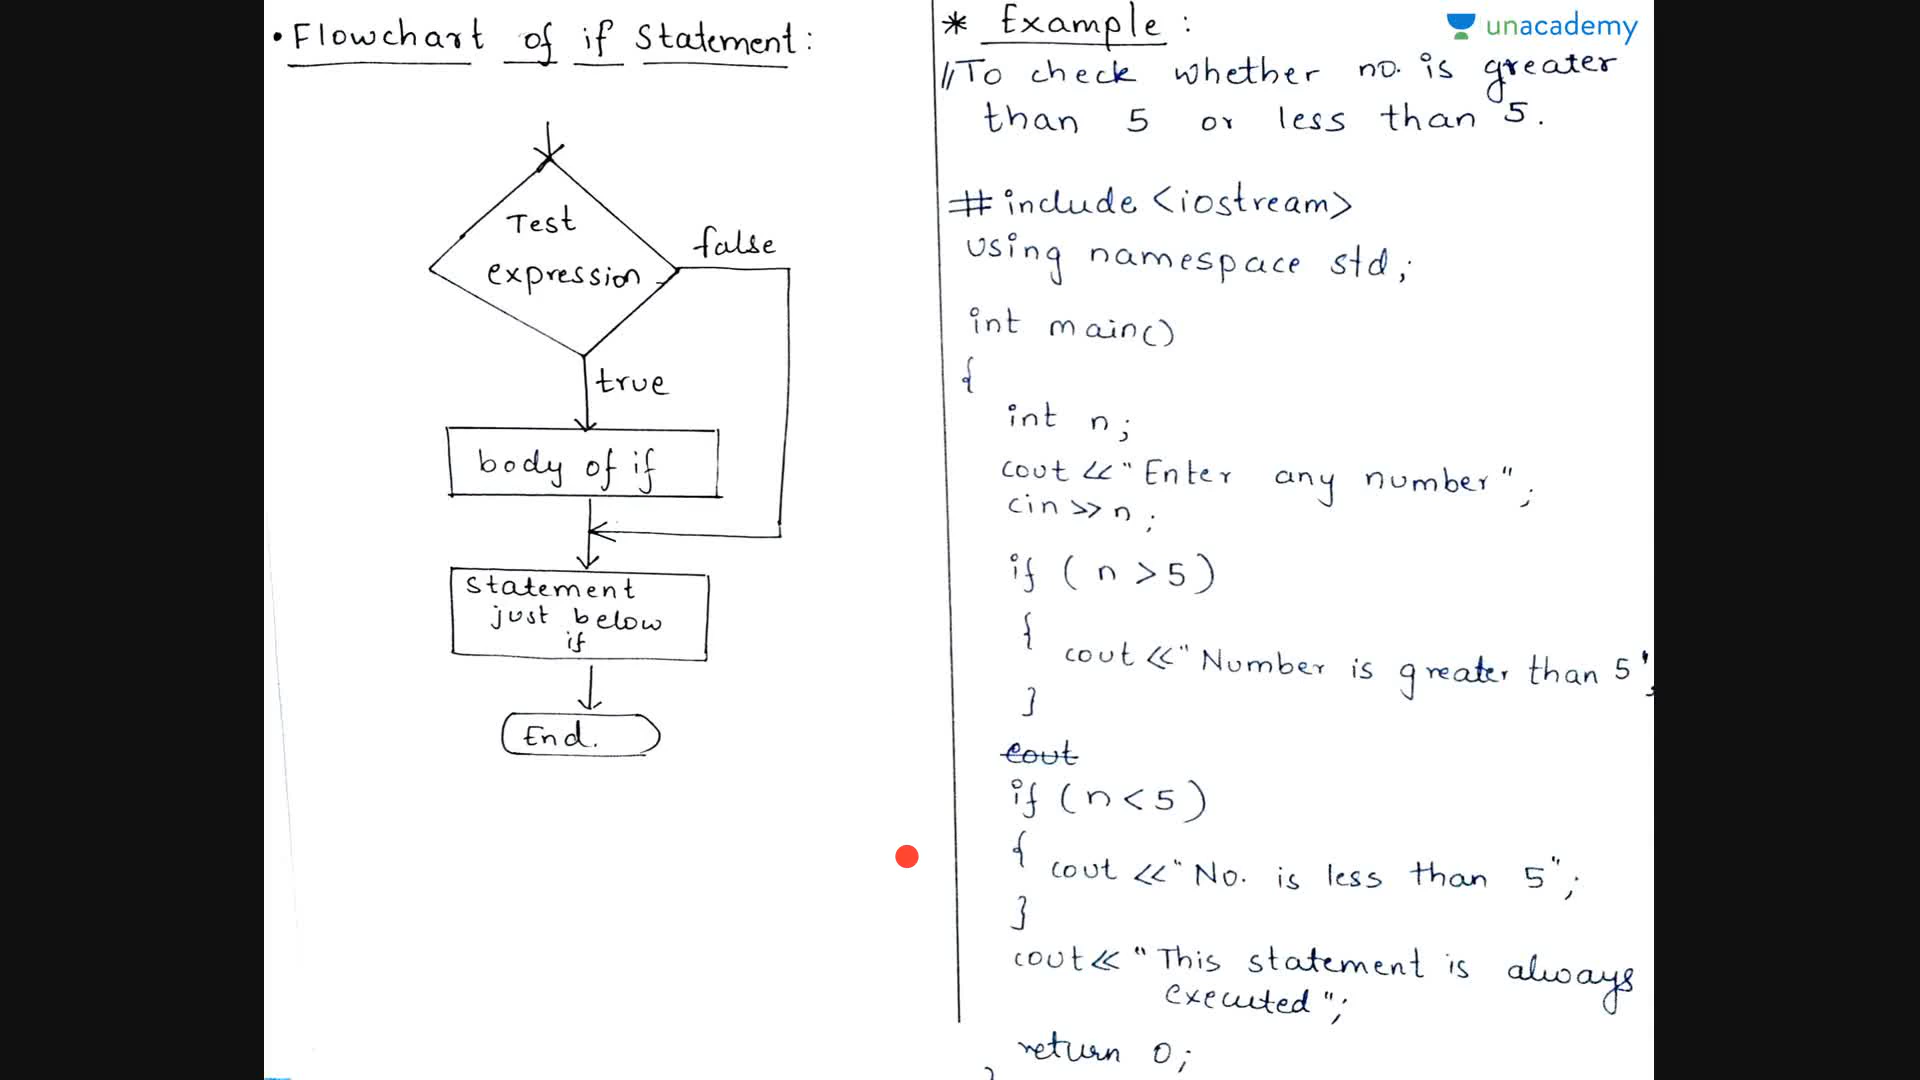 • Flowchart of if Statement:
Test
expression
false
true
body of if
Statement
just below
if
End.
* Example :
unacademy
//To check whether no. is greater
than 5 or less than 5.
#include <iostream>
using namespace std;
int main()
{
int n;
cout << "Enter any number";
cin >> n;
if ( n > 5 )
{
cout << "Number is greater than 5";
}
cout
if (n < 5 )
{
cout << "No. is less than 5";
}
cout << "This statement is always
executed";
return 0;
}